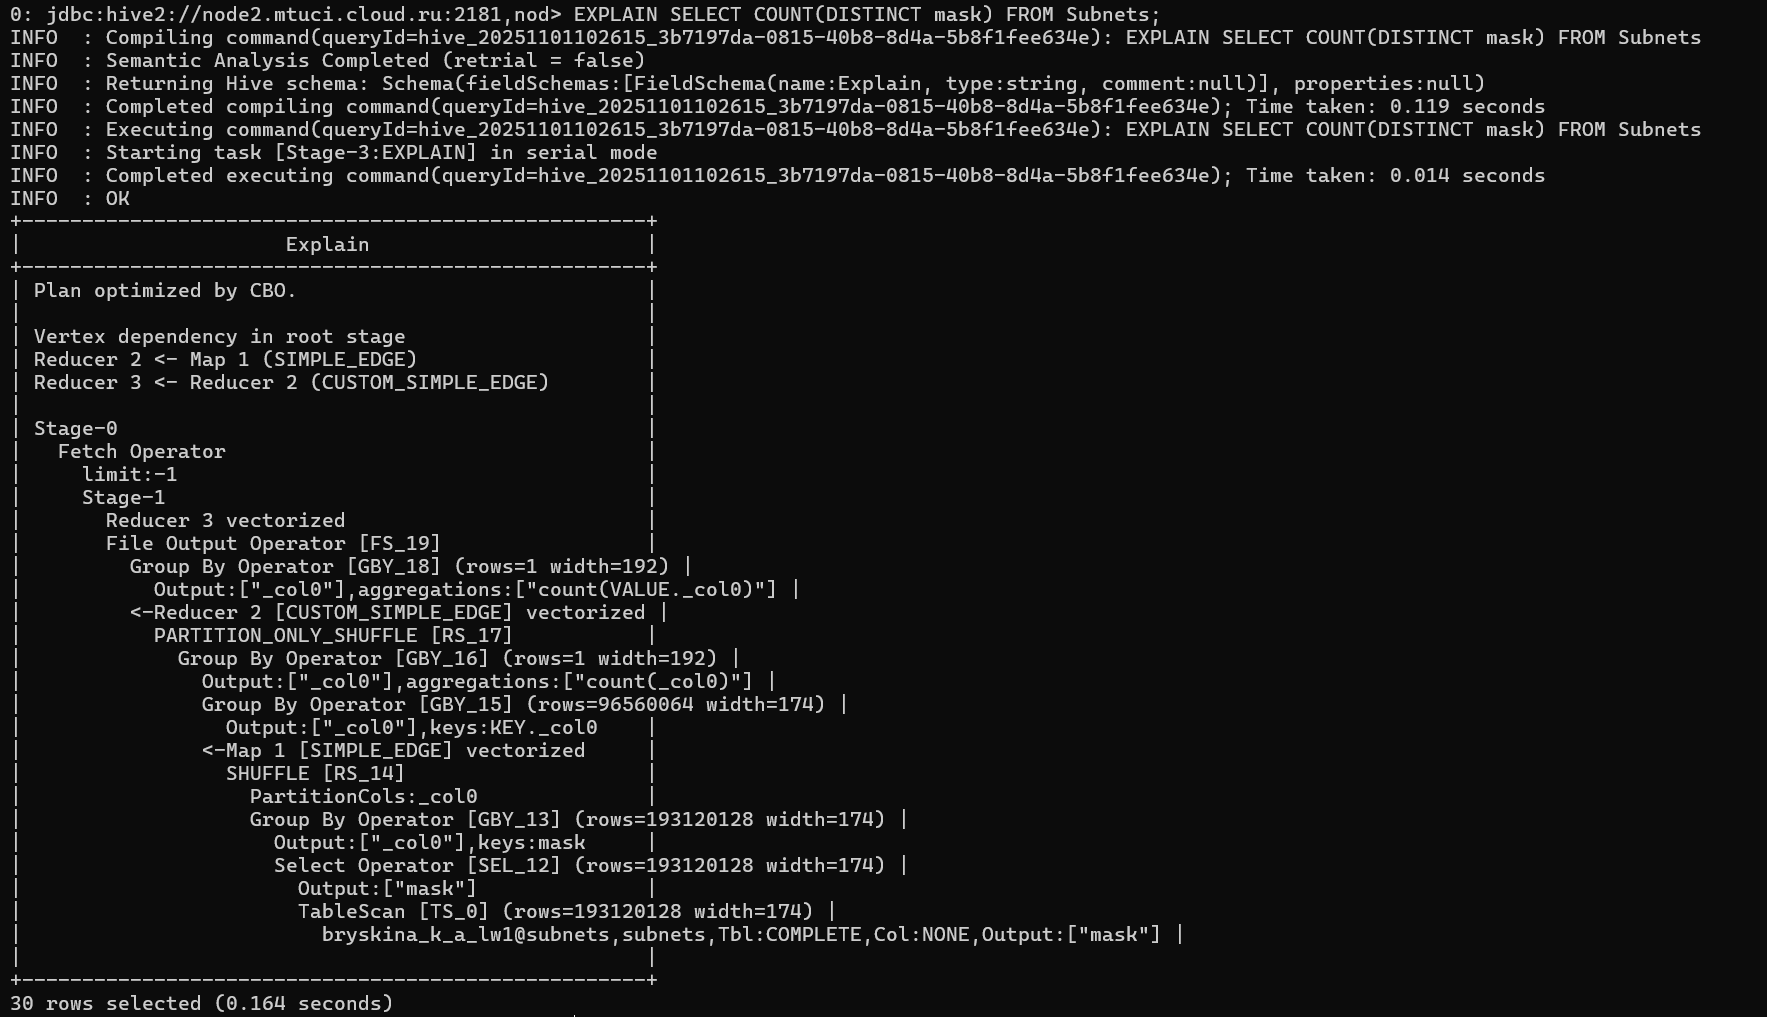 0: jdbc:hive2://node2.mtuci.cloud.ru:2181,nod> EXPLAIN SELECT COUNT(DISTINCT mask) FROM Subnets;
INFO  : Compiling command(queryId=hive_20251101102615_3b7197da-0815-40b8-8d4a-5b8f1fee634e): EXPLAIN SELECT COUNT(DISTINCT mask) FROM Subnets
INFO  : Semantic Analysis Completed (retrial = false)
INFO  : Returning Hive schema: Schema(fieldSchemas:[FieldSchema(name:Explain, type:string, comment:null)], properties:null)
INFO  : Completed compiling command(queryId=hive_20251101102615_3b7197da-0815-40b8-8d4a-5b8f1fee634e); Time taken: 0.119 seconds
INFO  : Executing command(queryId=hive_20251101102615_3b7197da-0815-40b8-8d4a-5b8f1fee634e): EXPLAIN SELECT COUNT(DISTINCT mask) FROM Subnets
INFO  : Starting task [Stage-3:EXPLAIN] in serial mode
INFO  : Completed executing command(queryId=hive_20251101102615_3b7197da-0815-40b8-8d4a-5b8f1fee634e); Time taken: 0.014 seconds
INFO  : OK
+----------------------------------------------------+
|                      Explain                       |
+----------------------------------------------------+
| Plan optimized by CBO.                             |
|                                                    |
| Vertex dependency in root stage                    |
| Reducer 2 <- Map 1 (SIMPLE_EDGE)                   |
| Reducer 3 <- Reducer 2 (CUSTOM_SIMPLE_EDGE)        |
|                                                    |
| Stage-0                                            |
|   Fetch Operator                                   |
|     limit:-1                                       |
|     Stage-1                                        |
|       Reducer 3 vectorized                         |
|       File Output Operator [FS_19]                 |
|         Group By Operator [GBY_18] (rows=1 width=192) |
|           Output:["_col0"],aggregations:["count(VALUE._col0)"] |
|         <-Reducer 2 [CUSTOM_SIMPLE_EDGE] vectorized |
|           PARTITION_ONLY_SHUFFLE [RS_17]           |
|             Group By Operator [GBY_16] (rows=1 width=192) |
|               Output:["_col0"],aggregations:["count(_col0)"] |
|               Group By Operator [GBY_15] (rows=96560064 width=174) |
|                 Output:["_col0"],keys:KEY._col0    |
|               <-Map 1 [SIMPLE_EDGE] vectorized     |
|                 SHUFFLE [RS_14]                    |
|                   PartitionCols:_col0              |
|                   Group By Operator [GBY_13] (rows=193120128 width=174) |
|                     Output:["_col0"],keys:mask     |
|                     Select Operator [SEL_12] (rows=193120128 width=174) |
|                       Output:["mask"]              |
|                       TableScan [TS_0] (rows=193120128 width=174) |
|                         bryskina_k_a_lw1@subnets,subnets,Tbl:COMPLETE,Col:NONE,Output:["mask"] |
|                                                    |
+----------------------------------------------------+
30 rows selected (0.164 seconds)